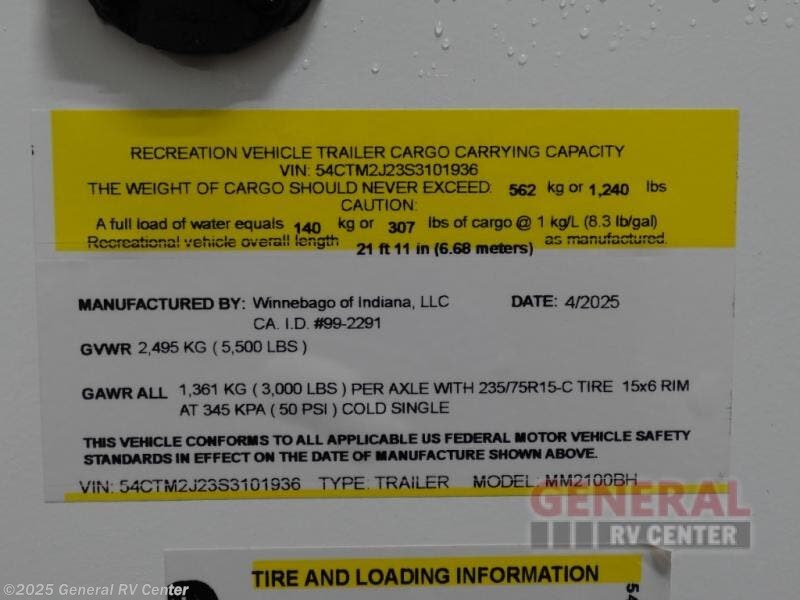 RECREATION VEHICLE TRAILER CARGO CARRYING CAPACITY
VIN: 54CTM2J23S3101936
THE WEIGHT OF CARGO SHOULD NEVER EXCEED: 562 kg or 1,240 lbs
CAUTION:
A full load of water equals 140 kg or 307 lbs of cargo @ 1 kg/L (8.3 lb/gal)
Recreational vehicle overall length 21 ft 11 in (6.68 meters) as manufactured.
MANUFACTURED BY: Winnebago of Indiana, LLC DATE: 4/2025
CA. I.D. #99-2291
GVWR 2,495 KG ( 5,500 LBS )
GAWR ALL 1,361 KG ( 3,000 LBS ) PER AXLE WITH 235/75R15-C TIRE 15x6 RIM
AT 345 KPA ( 50 PSI ) COLD SINGLE
THIS VEHICLE CONFORMS TO ALL APPLICABLE US FEDERAL MOTOR VEHICLE SAFETY
STANDARDS IN EFFECT ON THE DATE OF MANUFACTURE SHOWN ABOVE.
VIN: 54CTM2J23S3101936 TYPE: TRAILER MODEL: MM2100BH
GENERAL
RV CENTER
TIRE AND LOADING INFORMATION
54
©2025 General RV Center